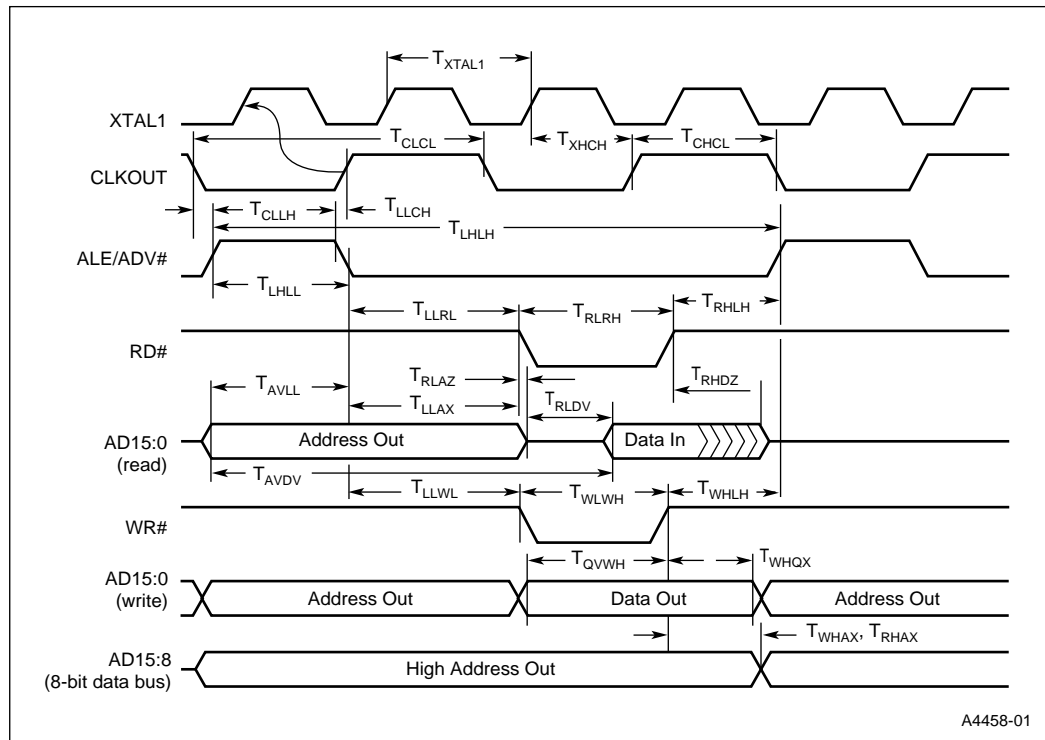 T_XTAL1
XTAL1
T_CLCL
T_XHCH
T_CHCL
CLKOUT
T_CLLH
T_LLCH
T_LHLH
ALE/ADV#
T_LHLL
T_LLRL
T_RLRH
T_RHLH
RD#
T_AVLL
T_RLAZ
T_RHDZ
T_LLAX
T_RLDV
AD15:0
(read)
Address Out
Data In
T_AVDV
T_LLWL
T_WLWH
T_WHLH
WR#
T_QVWH
T_WHQX
AD15:0
(write)
Address Out
Data Out
Address Out
T_WHAX, T_RHAX
AD15:8
(8-bit data bus)
High Address Out
A4458-01